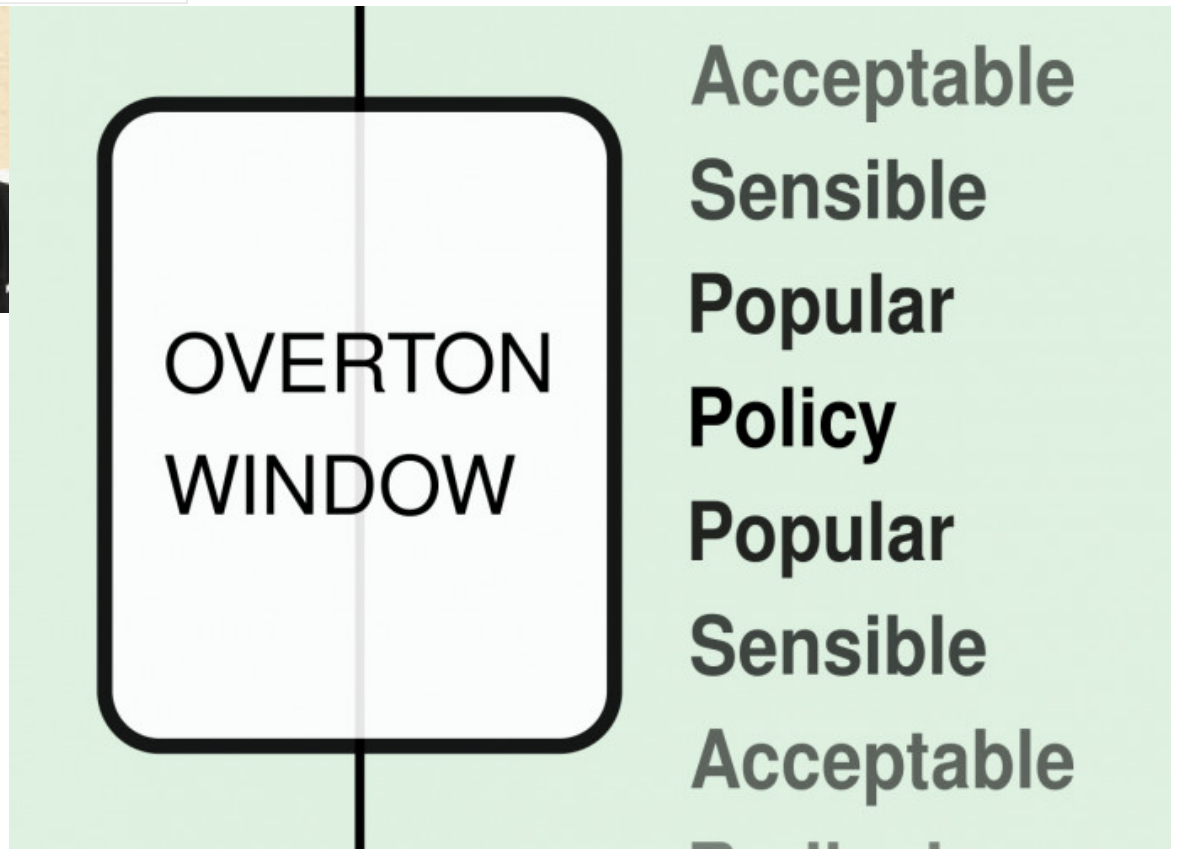 OVERTON
WINDOW
Acceptable
Sensible
Popular
Policy
Popular
Sensible
Acceptable